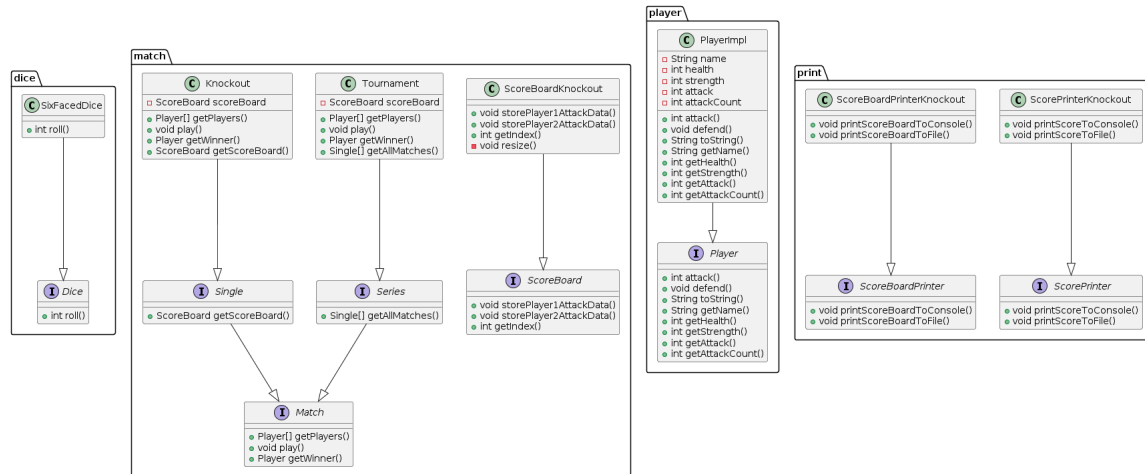 dice
C SixFacedDice
int roll()
I Dice
int roll()
match
C Knockout
ScoreBoard scoreBoard
Player[] getPlayers()
void play()
Player getWinner()
ScoreBoard getScoreBoard()
C Tournament
ScoreBoard scoreBoard
Player[] getPlayers()
void play()
Player getWinner()
Single[] getAllMatches()
C ScoreBoardKnockout
void storePlayer1AttackData()
void storePlayer2AttackData()
int getIndex()
void resize()
I Single
ScoreBoard getScoreBoard()
I Series
Single[] getAllMatches()
I ScoreBoard
void storePlayer1AttackData()
void storePlayer2AttackData()
int getIndex()
I Match
Player[] getPlayers()
void play()
Player getWinner()
player
C PlayerImpl
String name
int health
int strength
int attack
int attackCount
int attack()
void defend()
String toString()
String getName()
int getHealth()
int getStrength()
int getAttack()
int getAttackCount()
I Player
int attack()
void defend()
String toString()
String getName()
int getHealth()
int getStrength()
int getAttack()
int getAttackCount()
print
C ScoreBoardPrinterKnockout
void printScoreBoardToConsole()
void printScoreBoardToFile()
C ScorePrinterKnockout
void printScoreToConsole()
void printScoreToFile()
I ScoreBoardPrinter
void printScoreBoardToConsole()
void printScoreBoardToFile()
I ScorePrinter
void printScoreToConsole()
void printScoreToFile()